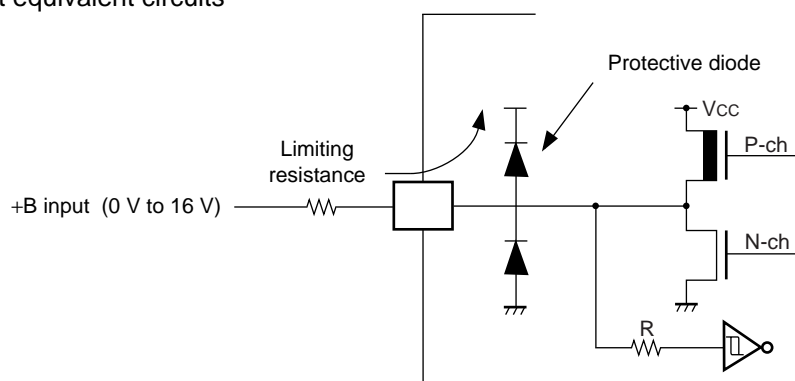 t equivalent circuits
Protective diode
VCC
P-ch
Limiting
resistance
+B input (0 V to 16 V)
N-ch
R